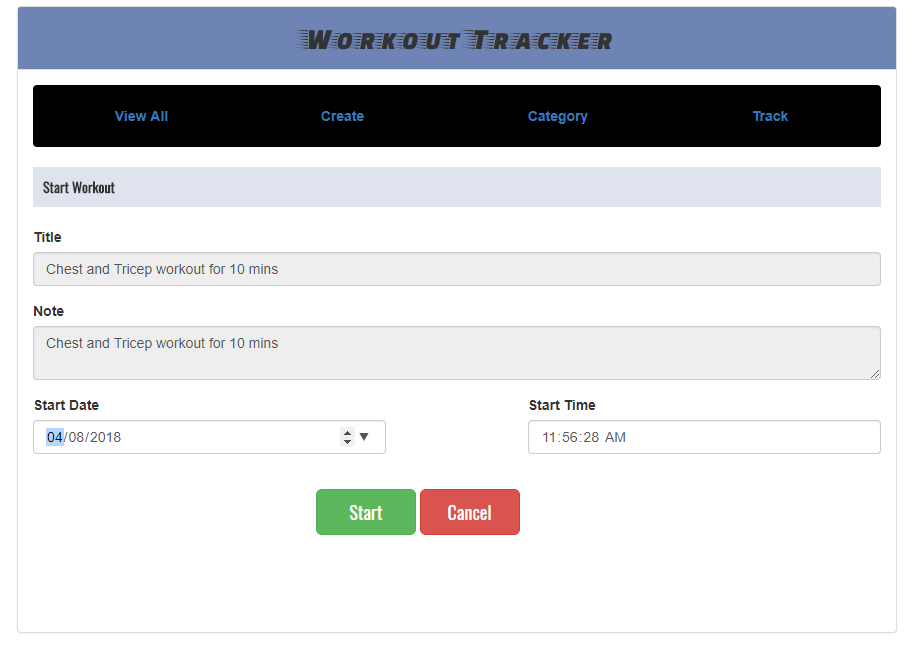 Workout Tracker
View All Create Category Track
Start Workout
Title
Chest and Tricep workout for 10 mins
Note
Chest and Tricep workout for 10 mins
Start Date Start Time
04/08/2018 11:56:28 AM
Start Cancel